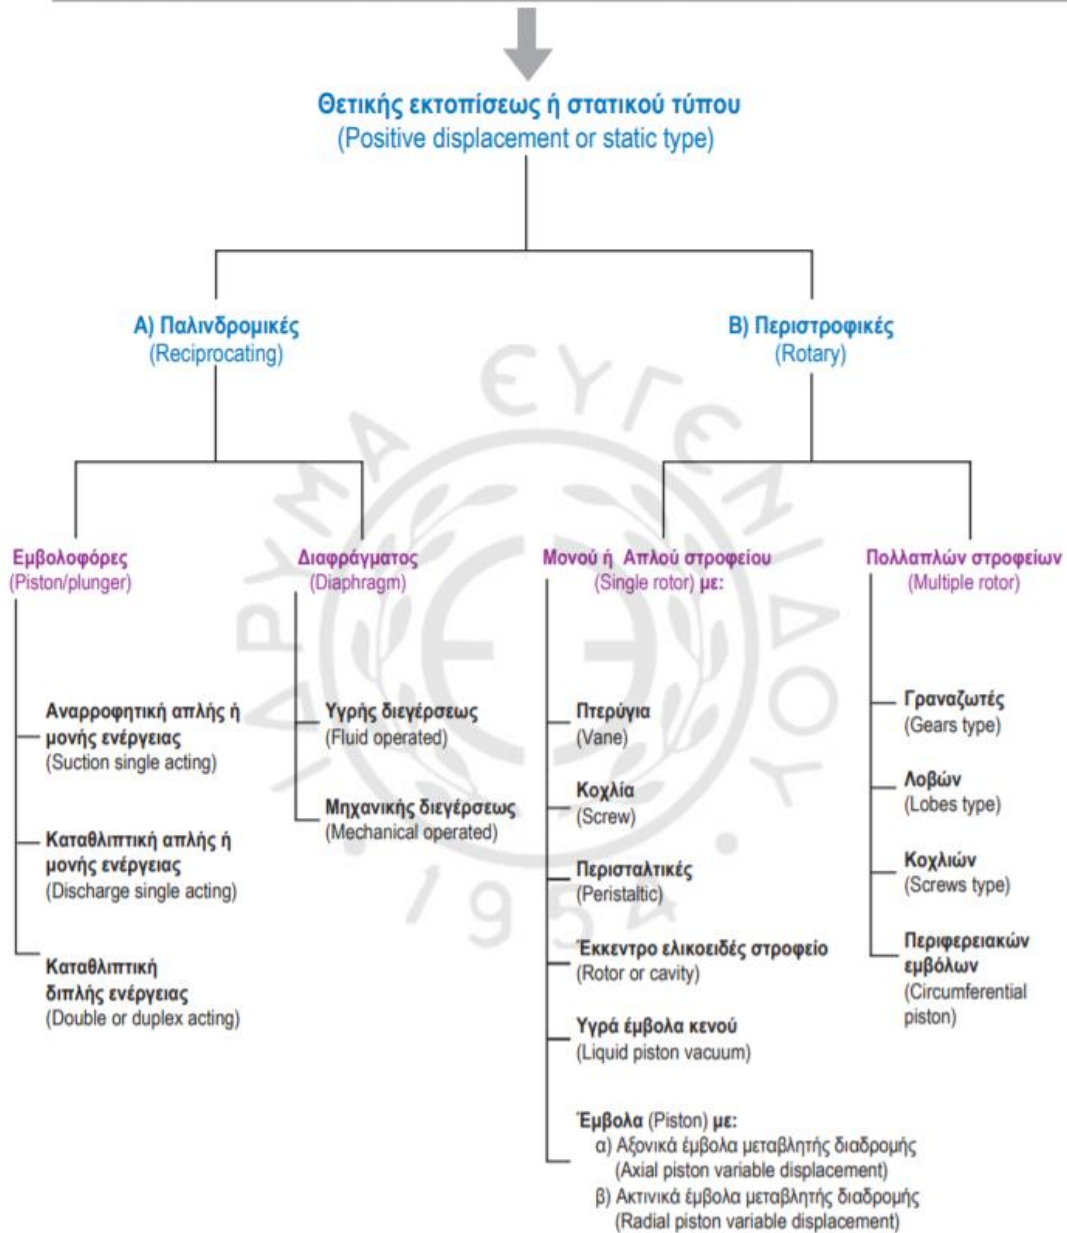 Θετικής εκτοπίσεως ή στατικού τύπου
(Positive displacement or static type)
Α) Παλινδρομικές
(Reciprocating)
Β) Περιστροφικές
(Rotary)
Εμβολοφόρες
(Piston/plunger)
Διαφράγματος
(Diaphragm)
Μονού ή Απλού στροφείου
(Single rotor) με:
Πολλαπλών στροφείων
(Multiple rotor)
Αναρροφητική απλής ή
μονής ενέργειας
(Suction single acting)
Καταθλιπτική απλής ή
μονής ενέργειας
(Discharge single acting)
Καταθλιπτική
διπλής ενέργειας
(Double or duplex acting)
Υγρής διεγέρσεως
(Fluid operated)
Μηχανικής διεγέρσεως
(Mechanical operated)
Πτερύγια
(Vane)
Κοχλία
(Screw)
Περισταλτικές
(Peristaltic)
Έκκεντρο ελικοειδές στροφείο
(Rotor or cavity)
Υγρά έμβολα κενού
(Liquid piston vacuum)
Έμβολα (Piston) με:
α) Αξονικά έμβολα μεταβλητής διαδρομής
(Axial piston variable displacement)
β) Ακτινικά έμβολα μεταβλητής διαδρομής
(Radial piston variable displacement)
Γραναζωτές
(Gears type)
Λοβών
(Lobes type)
Κοχλιών
(Screws type)
Περιφερειακών
εμβόλων
(Circumferential
piston)
ΙΔΡΥΜΑ ΕΥΓΕΝΙΔΟΥ
1954